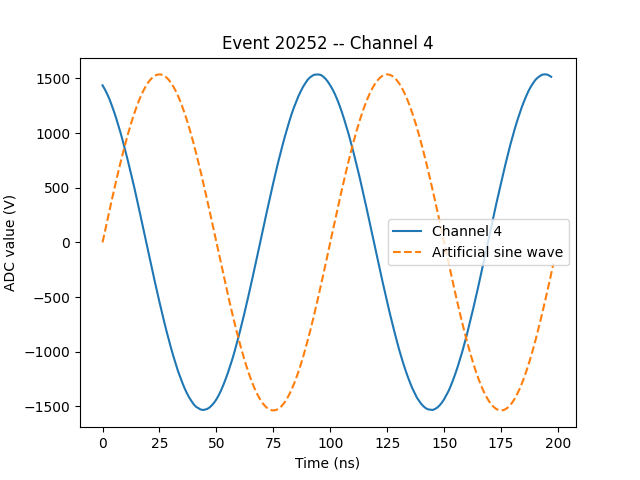 Event 20252 -- Channel 4
ADC value (V)
1500
1000
500
0
−500
−1000
−1500
Channel 4
Artificial sine wave
0 25 50 75 100 125 150 175 200
Time (ns)